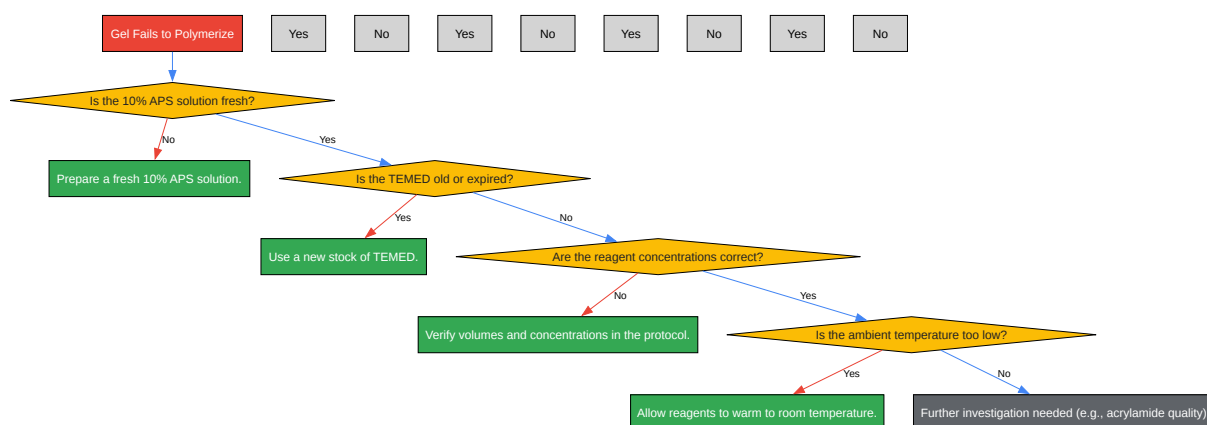 Gel Fails to Polymerize
Yes
No
Yes
No
Yes
No
Yes
No
Is the 10% APS solution fresh?
No
Yes
Prepare a fresh 10% APS solution.
Is the TEMED old or expired?
Yes
No
Use a new stock of TEMED.
Are the reagent concentrations correct?
No
Yes
Verify volumes and concentrations in the protocol.
Is the ambient temperature too low?
Yes
No
Allow reagents to warm to room temperature.
Further investigation needed (e.g., acrylamide quality)